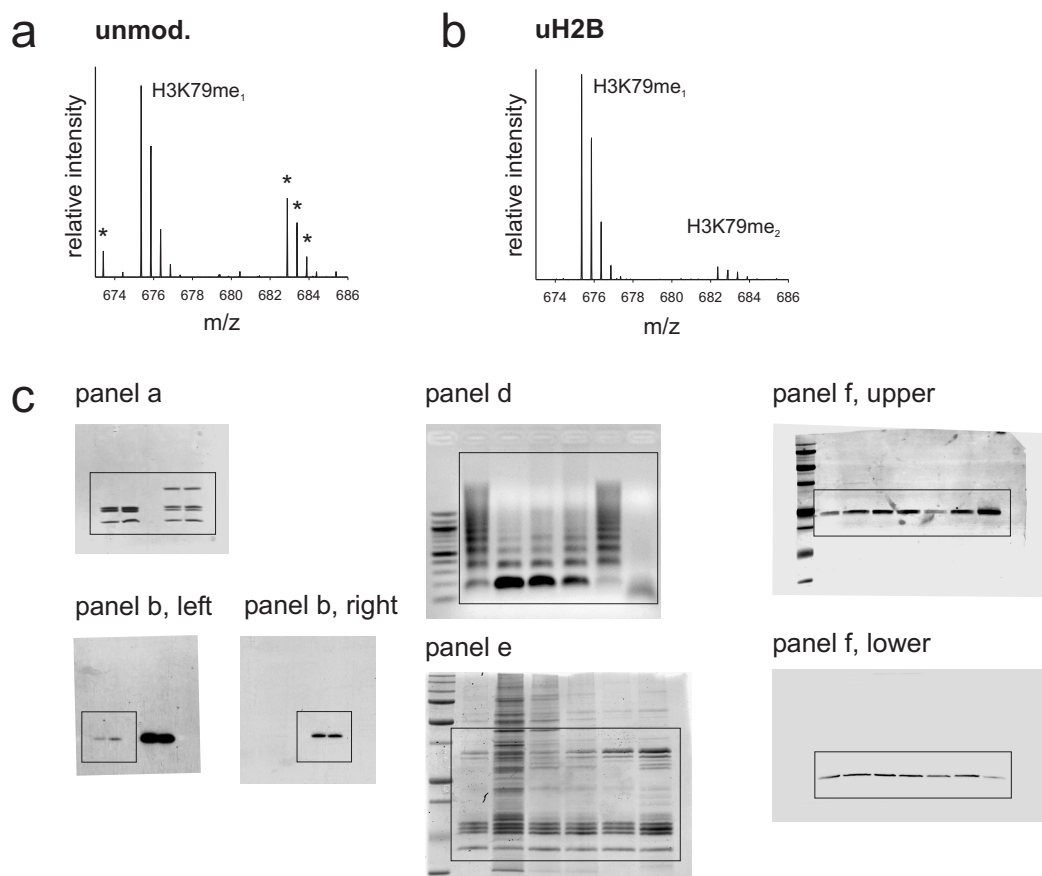 a unmod.
relative intensity
H3K79me₁
*
*
*
*
674 676 678 680 682 684 686
m/z
b uH2B
relative intensity
H3K79me₁
H3K79me₂
674 676 678 680 682 684 686
m/z
c panel a
panel d
panel f, upper
panel b, left
panel b, right
panel e
panel f, lower